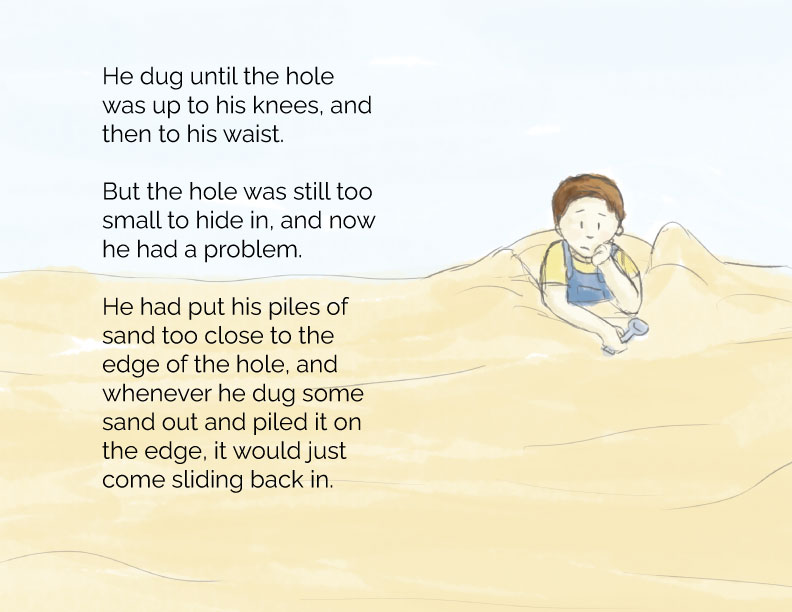 He dug until the hole
was up to his knees, and
then to his waist.
But the hole was still too
small to hide in, and now
he had a problem.
He had put his piles of
sand too close to the
edge of the hole, and
whenever he dug some
sand out and piled it on
the edge, it would just
come sliding back in.